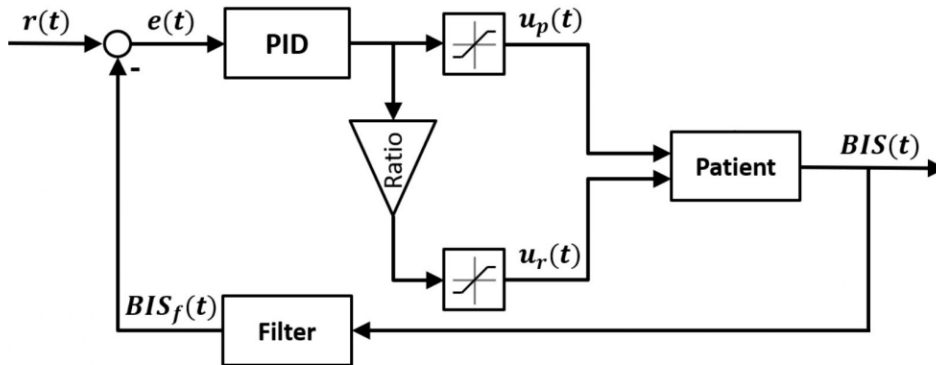 r(t)
e(t)
PID
u_p(t)
-
Ratio
Patient
BIS(t)
u_r(t)
BIS_f(t)
Filter